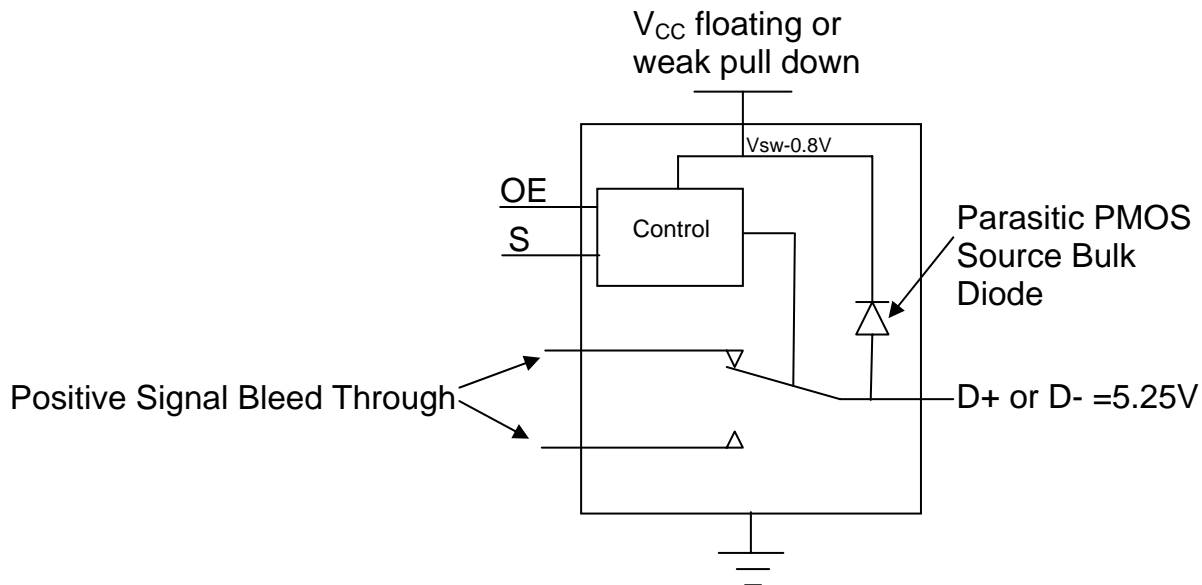 V_CC floating or
weak pull down
Vsw-0.8V
OE
S
Control
Parasitic PMOS
Source Bulk
Diode
Positive Signal Bleed Through
D+ or D- =5.25V